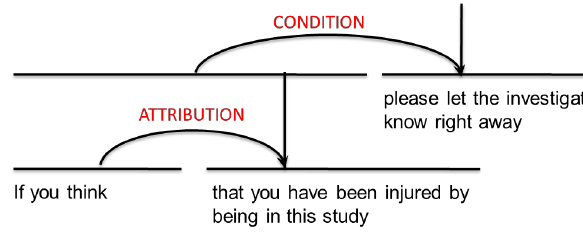 CONDITION
please let the investigat
know right away
ATTRIBUTION
If you think
that you have been injured by
being in this study